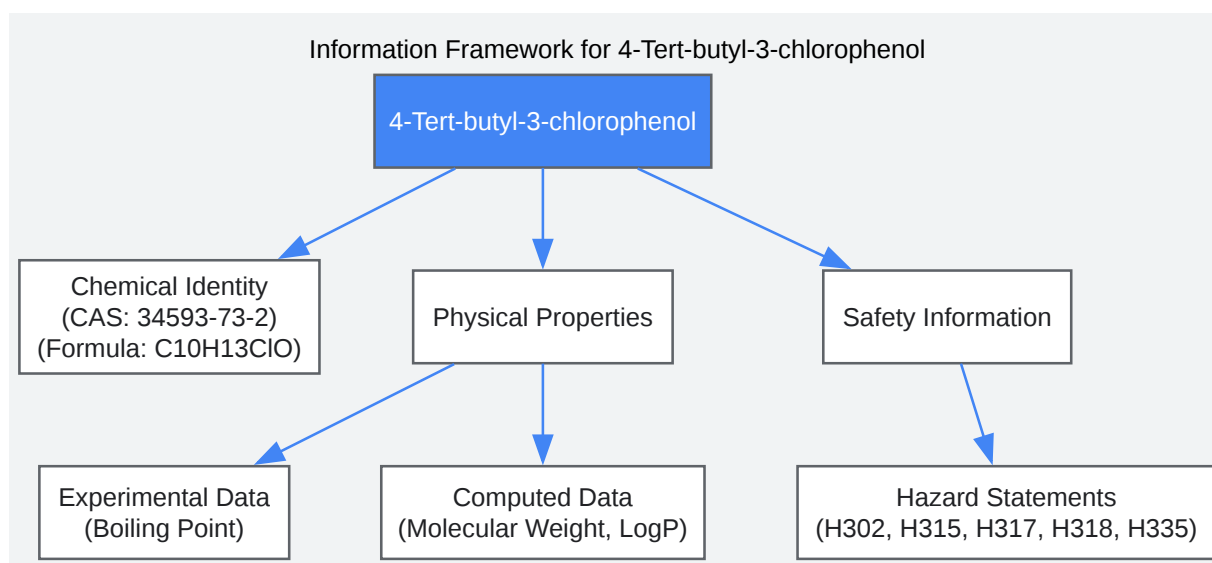 Information Framework for 4-Tert-butyl-3-chlorophenol
4-Tert-butyl-3-chlorophenol
Chemical Identity
(CAS: 34593-73-2)
(Formula: C10H13ClO)
Physical Properties
Safety Information
Experimental Data
(Boiling Point)
Computed Data
(Molecular Weight, LogP)
Hazard Statements
(H302, H315, H317, H318, H335)